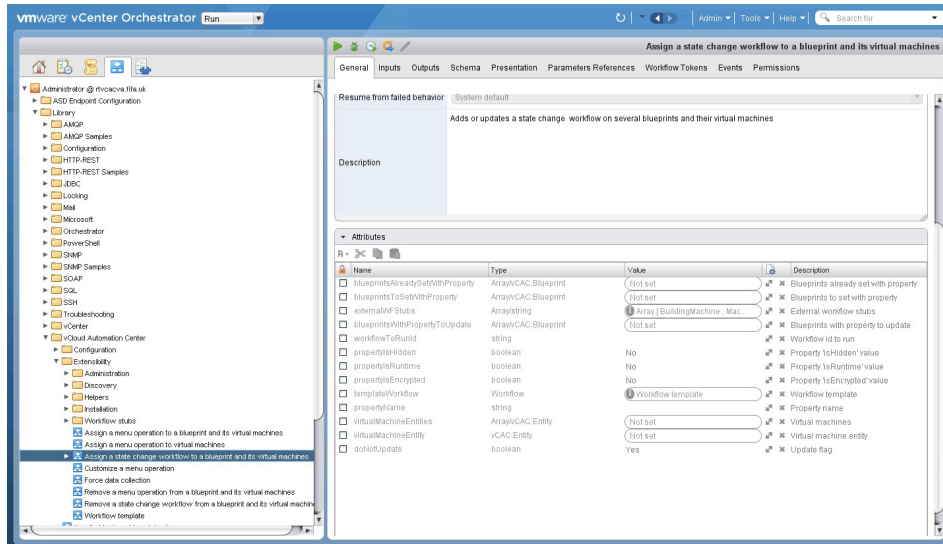 vmware vCenter Orchestrator Run
Admin Tools Help Search for
Assign a state change workflow to a blueprint and its virtual machines
General Inputs Outputs Schema Presentation Parameters References Workflow Tokens Events Permissions
Administrator @ rtvcacva.fifa.uk
ASD Endpoint Configuration
Library
AMQP
AMQP Samples
Configuration
HTTP-REST
HTTP-REST Samples
JDBC
Locking
Mail
Microsoft
Orchestrator
PowerShell
SNMP
SNMP Samples
SOAP
SQL
SSH
Troubleshooting
vCenter
vCloud Automation Center
Configuration
Extensibility
Administration
Discovery
Helpers
Installation
Workflow stubs
Assign a menu operation to a blueprint and its virtual machines
Assign a menu operation to virtual machines
Assign a state change workflow to a blueprint and its virtual machines
Customize a menu operation
Force data collection
Remove a menu operation from a blueprint and its virtual machines
Remove a state change workflow from a blueprint and its virtual machin
Workflow template
Resume from failed behavior System default
Description Adds or updates a state change workflow on several blueprints and their virtual machines
Attributes
Name Type Value Description
blueprintsAlreadySetWithProperty Array/vCAC:Blueprint Not set Blueprints already set with property
blueprintsToSetWithProperty Array/vCAC:Blueprint Not set Blueprints to set with property
externalWFStubs Array/string Array [ BuildingMachine , Mac... External workflow stubs
blueprintsWithPropertyToUpdate Array/vCAC:Blueprint Not set Blueprints with property to update
workflowToRunId string Workflow id to run
propertyIsHidden boolean No Property 'isHidden' value
propertyIsRuntime boolean No Property 'isRuntime' value
propertyIsEncrypted boolean No Property 'isEncrypted' value
templateWorkflow Workflow Workflow template Workflow template
propertyName string Property name
virtualMachineEntities Array/vCAC:Entity Not set Virtual machines
virtualMachineEntity vCAC:Entity Not set Virtual machine entity
doNotUpdate boolean Yes Update flag